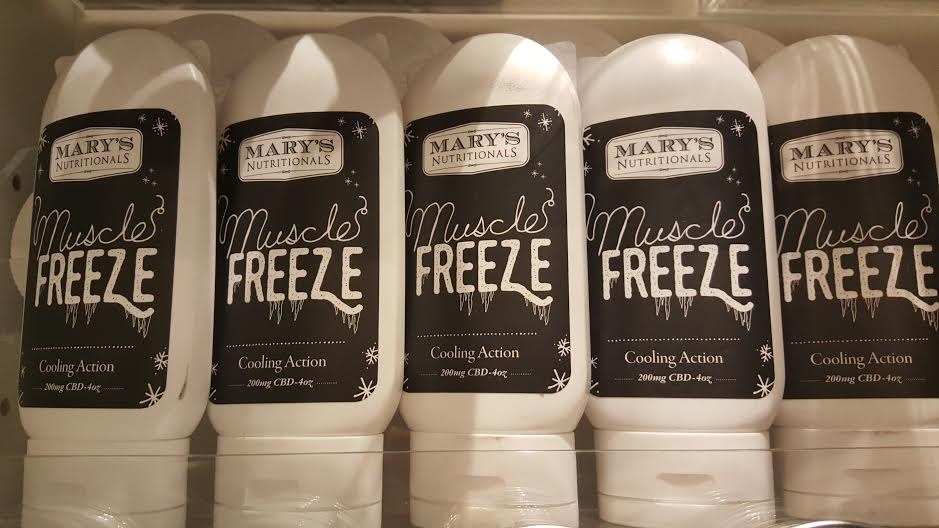 MARY'S
NUTRITIONALS
Muscle
FREEZE
Cooling Action
200mg CBD-4oz
MARY'S
NUTRITIONALS
Muscle
FREEZE
Cooling Action
200mg CBD-4oz
MARY'S
NUTRITIONALS
Muscle
FREEZE
Cooling Action
200mg CBD-4oz
MARY'S
NUTRITIONALS
Muscle
FREEZE
Cooling Action
200mg CBD-4oz
MARY'S
NUTRITIONALS
Muscle
FREEZE
Cooling Action
200mg CBD-4oz